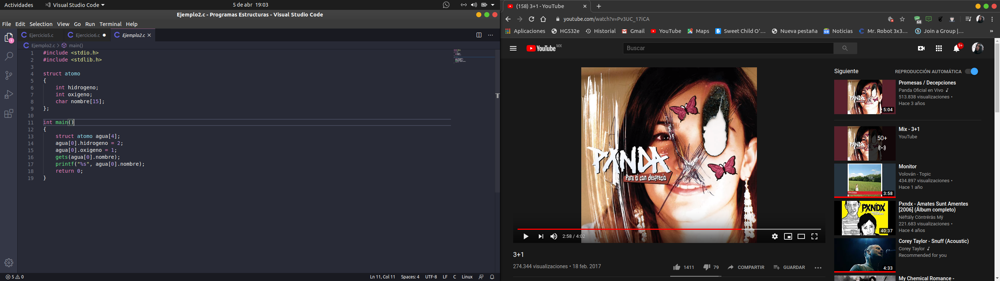 Actividades
Visual Studio Code
5 de abr 19:03
Ejemplo2.c - Programas Estructuras - Visual Studio Code
File Edit Selection View Go Run Terminal Help
1
Ejercicio5.c
Ejercicio6.c
Ejemplo2.c
Ejemplo2.c > main()
1 #include <stdio.h>
2 #include <stdlib.h>
3
4 struct atomo
5 {
6 int hidrogeno;
7 int oxigeno;
8 char nombre[15];
9 };
10
11 int main()
12 {
13 struct atomo agua[4];
14 agua[0].hidrogeno = 2;
15 agua[0].oxigeno = 1;
16 gets(agua[0].nombre);
17 printf("%s", agua[0].nombre);
18 return 0;
19 }
5 0
Ln 11, Col 11 Spaces: 4 UTF-8 LF C Linux
(158) 3+1 - YouTube
youtube.com/watch?v=Pv3UC_17iCA
68
Aplicaciones HG532e Historial Gmail YouTube Maps Sweet Child O'... Nueva pestaña Noticias Mr. Robot 3x3... Join a Group |... »
YouTube MX
Buscar
9+
PXNDA
Para ti con desprecio
2:58 / 4:02
3+1
274.344 visualizaciones • 18 feb. 2017
1411 79 COMPARTIR GUARDAR
Siguiente
REPRODUCCIÓN AUTOMÁTICA
5:04
Promesas / Decepciones
Panda Oficial en Vivo
513.838 visualizaciones •
Hace 3 años
50+
Mix - 3+1
YouTube
3:58
Monitor
Volován - Topic
434.897 visualizaciones •
Hace 1 año
PXNDX
40:37
Pxndx - Amates Sunt Amentes
[2006] (Álbum completo)
Nëftäly Cöntrëräs Mÿ
221.683 visualizaciones •
Hace 4 años
4:33
Corey Taylor - Snuff (Acoustic)
Corey Taylor
Recommended for you
My Chemical Romance -